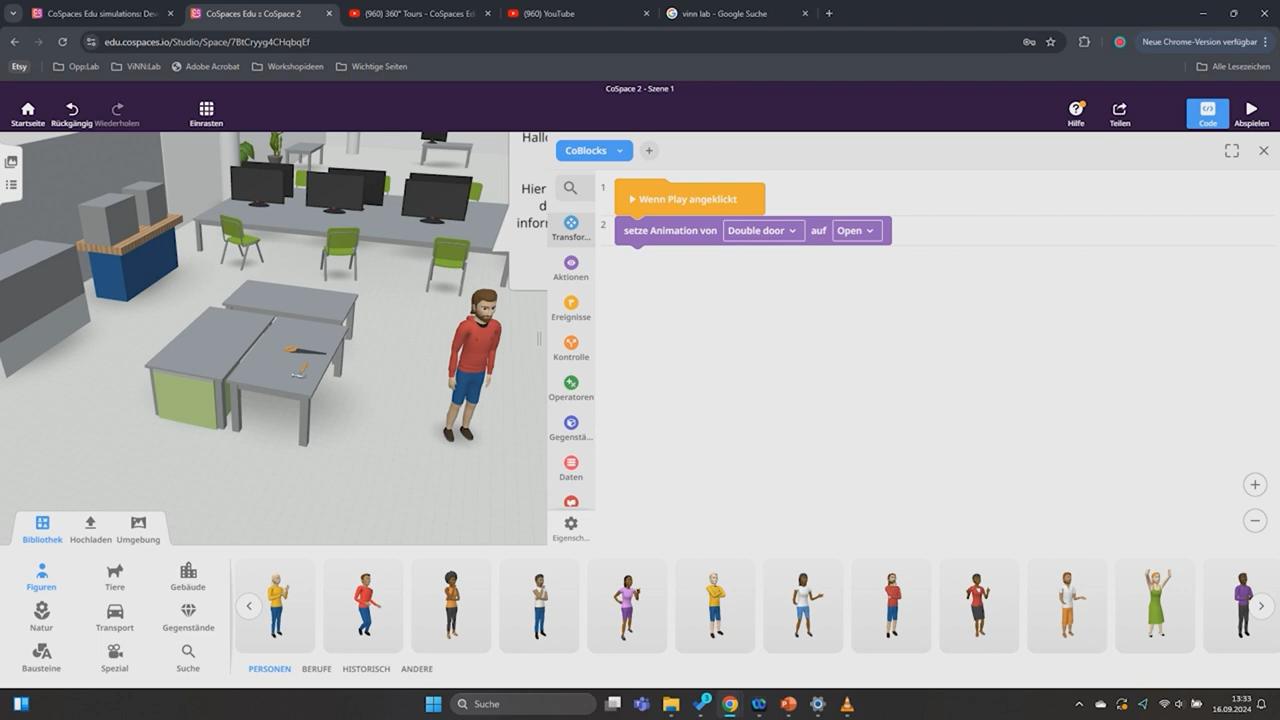 CoSpaces Edu simulations: Dev
CoSpaces Edu :: CoSpace 2
(960) 360° Tours - CoSpaces Ed
(960) YouTube
vinn lab - Google Suche
edu.cospaces.io/Studio/Space/7BtCryyg4CHqbqEf
Neue Chrome-Version verfügbar
Etsy
Opp:Lab
ViNN:Lab
Adobe Acrobat
Workshopideen
Wichtige Seiten
Alle Lesezeichen
CoSpace 2 - Szene 1
Startseite
Rückgängig
Wiederholen
Einrasten
Hilfe
Teilen
Code
Abspielen
Hall
Hier
d
infor
CoBlocks
1
Wenn Play angeklickt
2
setze Animation von Double door auf Open
Transfor...
Aktionen
Ereignisse
Kontrolle
Operatoren
Gegenstä...
Daten
Eigensch...
Bibliothek
Hochladen
Umgebung
Figuren
Tiere
Gebäude
Natur
Transport
Gegenstände
Bausteine
Spezial
Suche
PERSONEN
BERUFE
HISTORISCH
ANDERE
Suche
3
13:33
16.09.2024